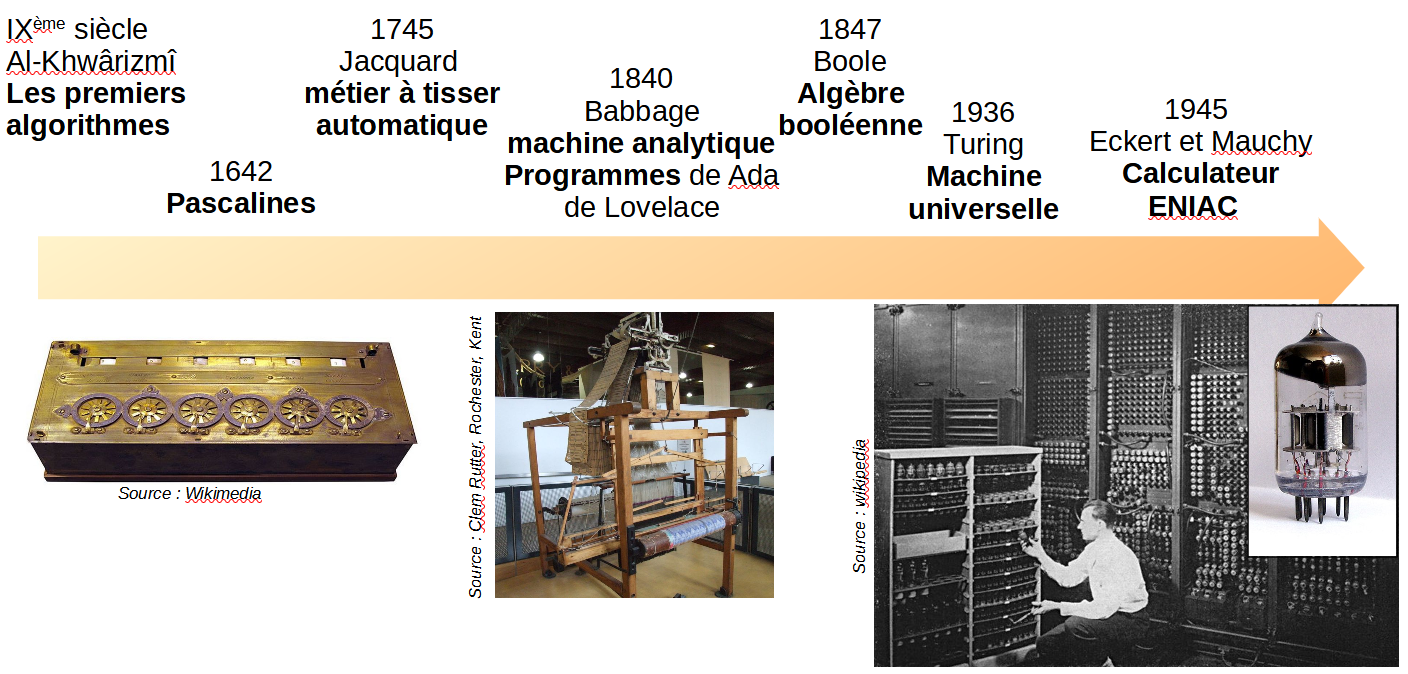 IXème siècle
Al-Khwârizmî
Les premiers
algorithmes
1642
Pascalines
1745
Jacquard
métier à tisser
automatique
1840
Babbage
machine analytique
Programmes de Ada
de Lovelace
1847
Boole
Algèbre
booléenne
1936
Turing
Machine
universelle
1945
Eckert et Mauchy
Calculateur
ENIAC
Source : Wikimedia
Source : Clem Rutter, Rochester, Kent
Source : wikipedia